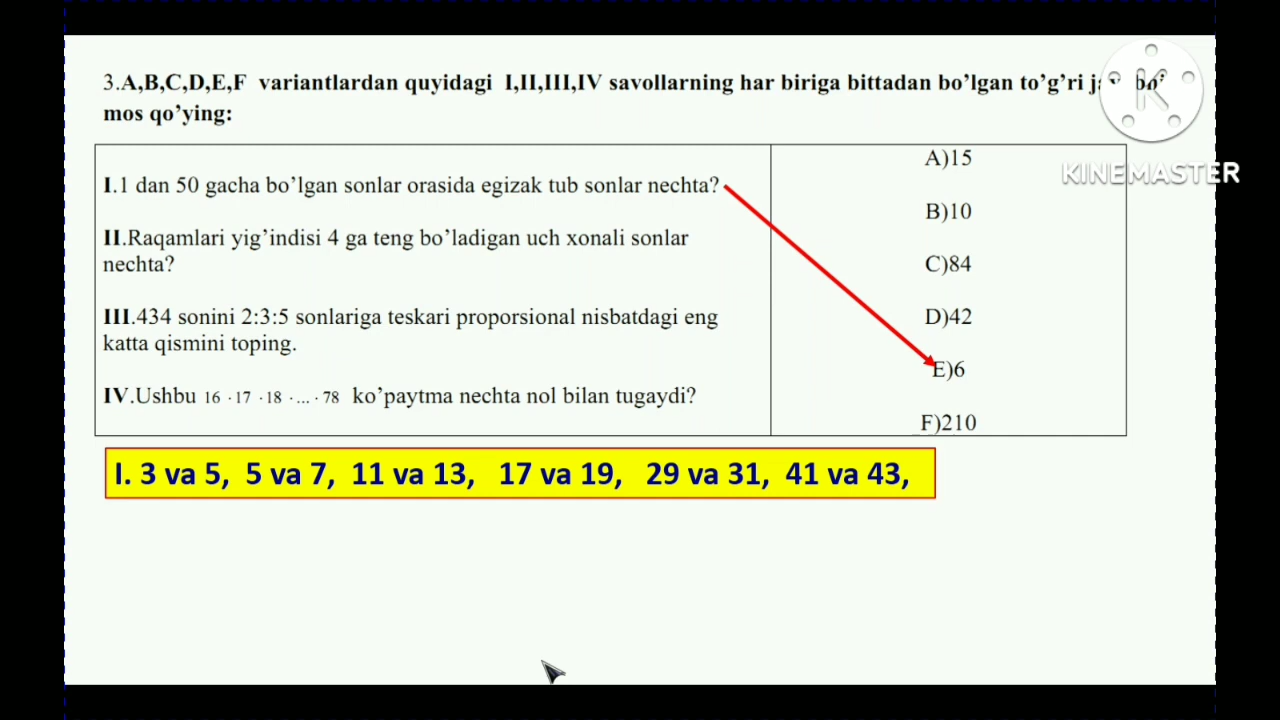 3.A,B,C,D,E,F variantlardan quyidagi I,II,III,IV savollarning har biriga bittadan bo’lgan to’g’ri
mos qo’ying:
I.1 dan 50 gacha bo’lgan sonlar orasida egizak tub sonlar nechta?
II.Raqamlari yig’indisi 4 ga teng bo’ladigan uch xonali sonlar
nechta?
III.434 sonini 2:3:5 sonlariga teskari proporsional nisbatdagi eng
katta qismini toping.
IV.Ushbu 16 ·17 ·18 ·...· 78 ko’paytma nechta nol bilan tugaydi?
A)15
B)10
C)84
D)42
E)6
F)210
K
KINEMASTER
I. 3 va 5, 5 va 7, 11 va 13, 17 va 19, 29 va 31, 41 va 43,